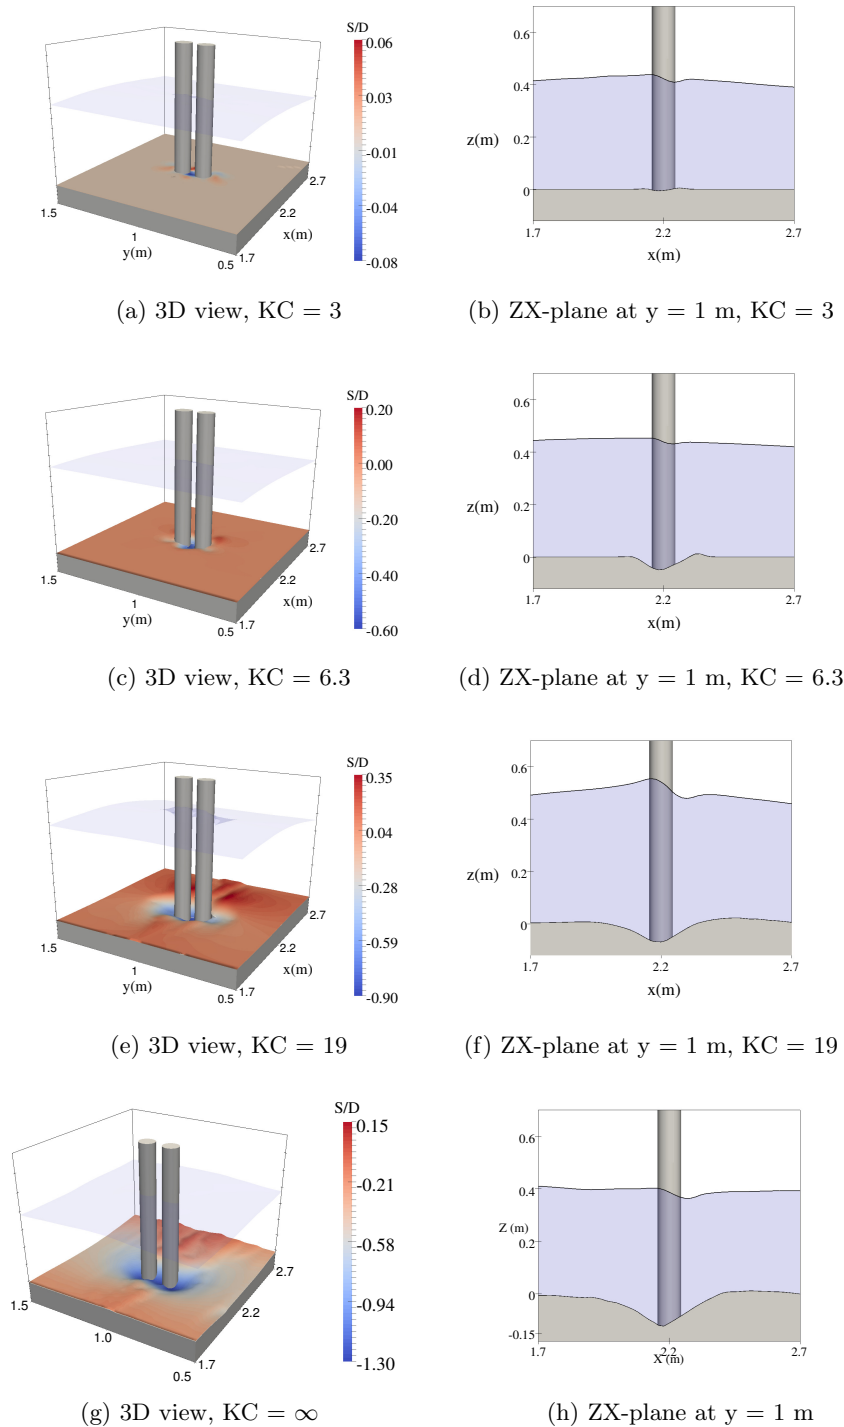 S/D
0.06
0.03
-0.01
-0.04
-0.08
1.5
1
y(m)
0.5
1.7
2.2
x(m)
2.7
0.6
0.4
z(m)
0.2
0
1.7
2.2
2.7
x(m)
(a) 3D view, KC = 3
(b) ZX-plane at y = 1 m, KC = 3
S/D
0.20
0.00
-0.20
-0.40
-0.60
1.5
1
y(m)
0.5
1.7
2.2
x(m)
2.7
0.6
0.4
z(m)
0.2
0
1.7
2.2
2.7
x(m)
(c) 3D view, KC = 6.3
(d) ZX-plane at y = 1 m, KC = 6.3
S/D
0.35
0.04
-0.28
-0.59
-0.90
1.5
1
y(m)
0.5
1.7
2.2
x(m)
2.7
0.6
0.4
z(m)
0.2
0
1.7
2.2
2.7
x(m)
(e) 3D view, KC = 19
(f) ZX-plane at y = 1 m, KC = 19
S/D
0.15
-0.21
-0.58
-0.94
-1.30
1.5
1.0
0.5
1.7
2.2
2.7
0.6
0.4
Z (m)
0.2
0
-0.15
1.7
2.2
2.7
X (m)
(g) 3D view, KC = ∞
(h) ZX-plane at y = 1 m